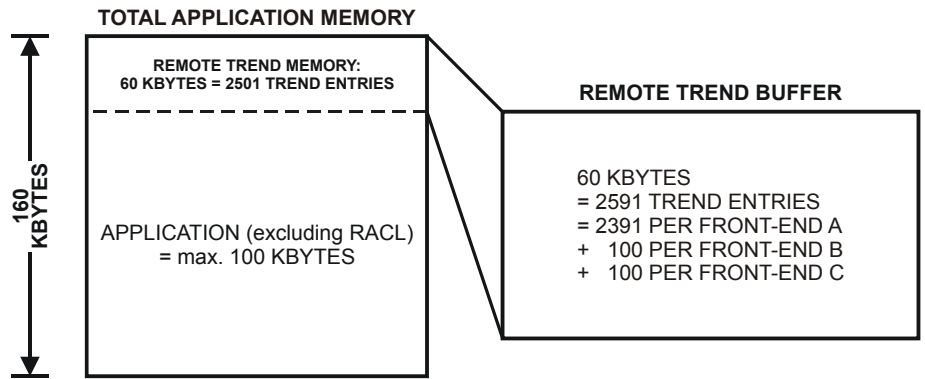 TOTAL APPLICATION MEMORY
REMOTE TREND MEMORY:
60 KBYTES = 2501 TREND ENTRIES
160
KBYTES
APPLICATION (excluding RACL)
= max. 100 KBYTES
REMOTE TREND BUFFER
60 KBYTES
= 2591 TREND ENTRIES
= 2391 PER FRONT-END A
+ 100 PER FRONT-END B
+ 100 PER FRONT-END C